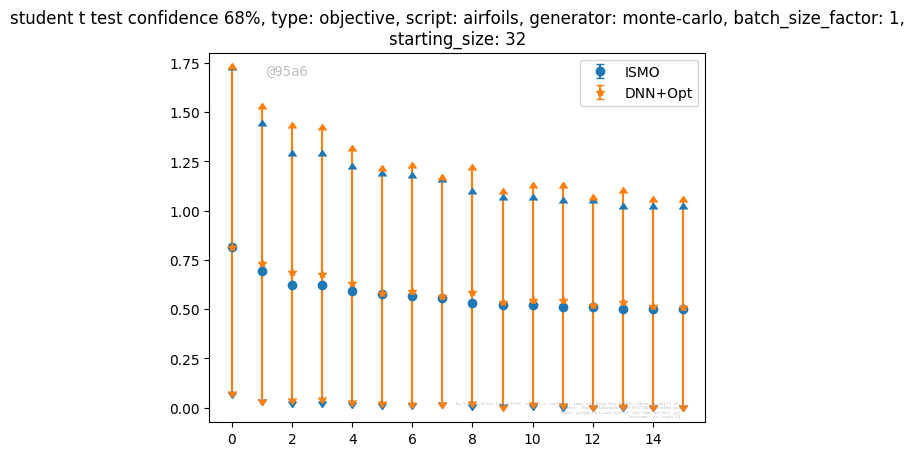 student t test confidence 68%, type: objective, script: airfoils, generator: monte-carlo, batch_size_factor: 1,
starting_size: 32
@95a6
ISMO
DNN+Opt
1.75
1.50
1.25
1.00
0.75
0.50
0.25
0.00
0 2 4 6 8 10 12 14